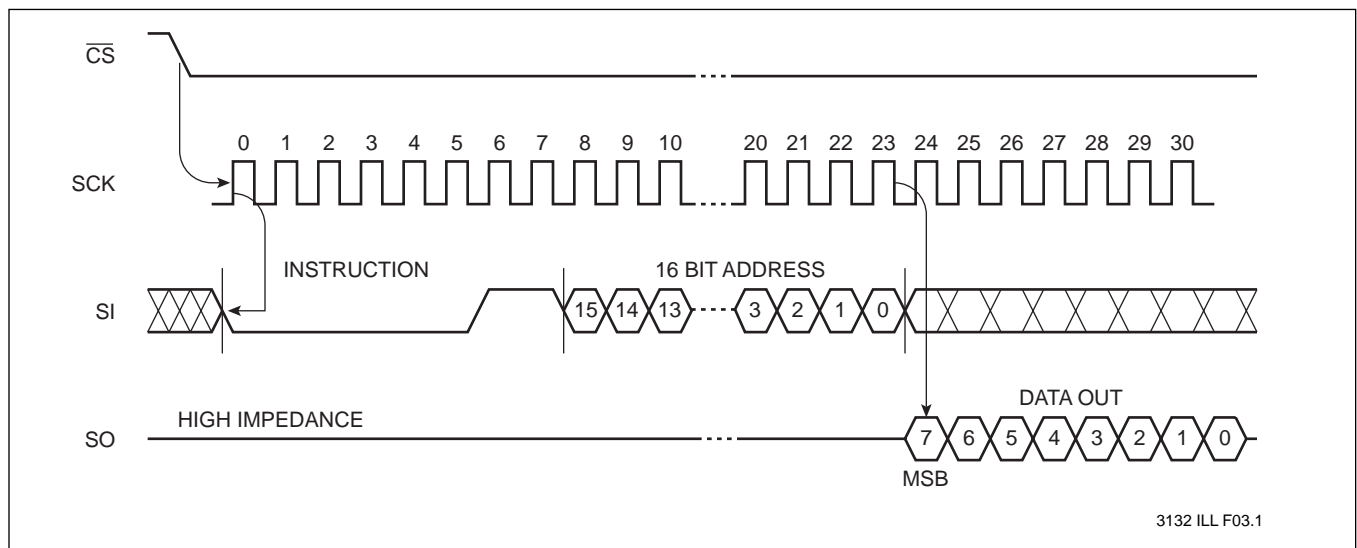 CS
0 1 2 3 4 5 6 7 8 9 10 20 21 22 23 24 25 26 27 28 29 30
SCK
INSTRUCTION 16 BIT ADDRESS
SI 15 14 13 3 2 1 0
DATA OUT
HIGH IMPEDANCE
SO 7 6 5 4 3 2 1 0
MSB
3132 ILL F03.1